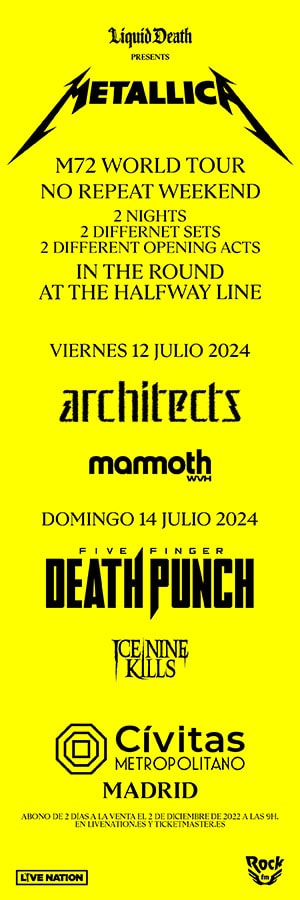 Liquid Death
PRESENTS
METALLICA
M72 WORLD TOUR
NO REPEAT WEEKEND
2 NIGHTS
2 DIFFERNET SETS
2 DIFFERENT OPENING ACTS
IN THE ROUND
AT THE HALFWAY LINE
VIERNES 12 JULIO 2024
architects
mammoth
WVH
DOMINGO 14 JULIO 2024
FIVE FINGER
DEATH PUNCH
ICE NINE
KILLS
Cívitas
METROPOLITANO
MADRID
ABONO DE 2 DÍAS A LA VENTA EL 2 DE DICIEMBRE DE 2022 A LAS 9H.
EN LIVENATION.ES Y TICKETMASTER.ES
LIVE NATION
Rock
fm